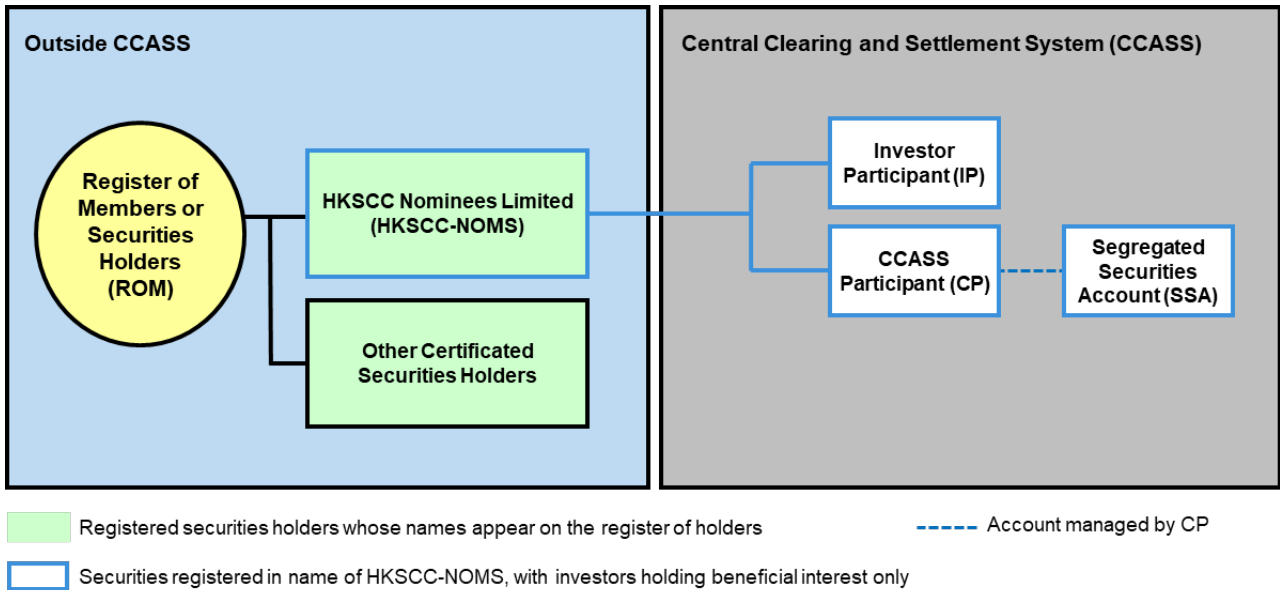 Outside CCASS
Register of
Members or
Securities
Holders
(ROM)
HKSCC Nominees Limited
(HKSCC-NOMS)
Other Certificated
Securities Holders
Central Clearing and Settlement System (CCASS)
Investor
Participant (IP)
CCASS
Participant (CP)
Segregated
Securities
Account (SSA)
Registered securities holders whose names appear on the register of holders
Account managed by CP
Securities registered in name of HKSCC-NOMS, with investors holding beneficial interest only